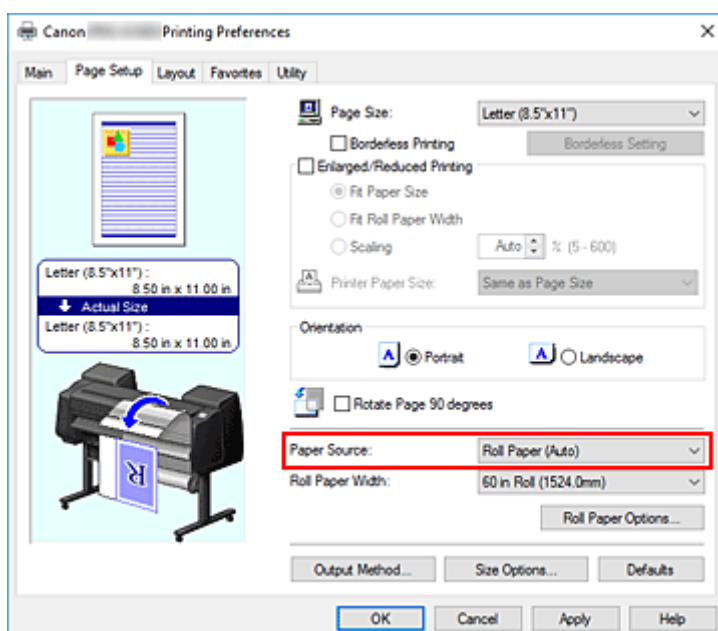 Canon Printing Preferences
Main Page Setup Layout Favorites Utility
Page Size: Letter (8.5"x11")
Borderless Printing Borderless Setting
Enlarged/Reduced Printing
Fit Paper Size
Fit Roll Paper Width
Scaling Auto % (5 - 600)
Printer Paper Size: Same as Page Size
Letter (8.5"x11") :
8.50 in x 11.00 in
Actual Size
Letter (8.5"x11") :
8.50 in x 11.00 in
Orientation
A Portrait A Landscape
Rotate Page 90 degrees
R
Paper Source: Roll Paper (Auto)
Roll Paper Width: 60 in Roll (1524.0mm)
Roll Paper Options...
Output Method... Size Options... Defaults
OK Cancel Apply Help